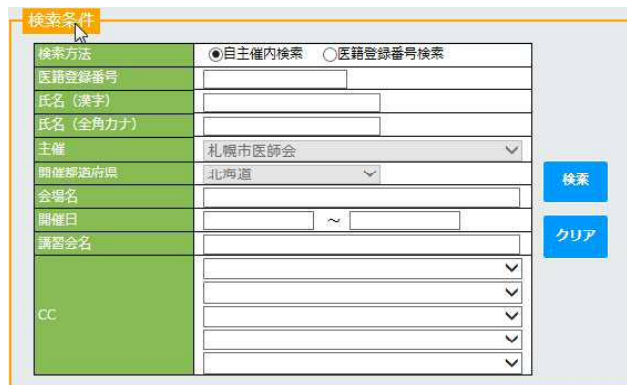 検索条件
検索方法 ◉自主催内検索 ○医籍登録番号検索
医籍登録番号
氏名（漢字）
氏名（全角カナ）
主催 札幌市医師会
開催都道府県 北海道
検索
会場名
開催日 ～
クリア
講習会名
CC